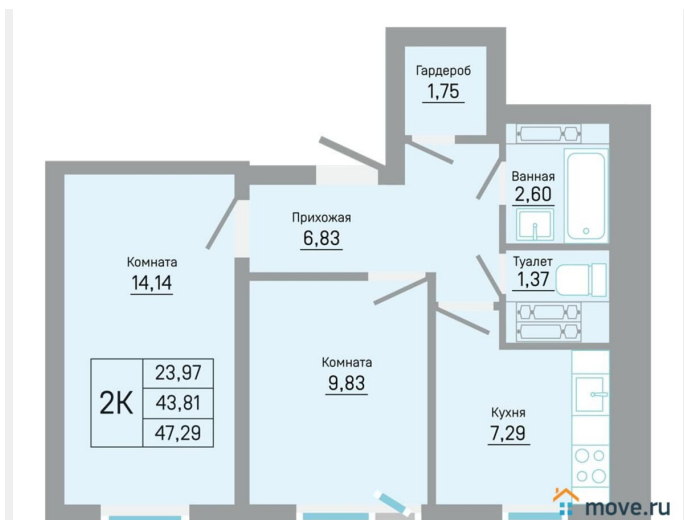 Гардероб
1,75
Ванная
2,60
Прихожая
6,83
Туалет
1,37
Комната
14,14
Комната
9,83
Кухня
7,29
2К
23,97
43,81
47,29
move.ru